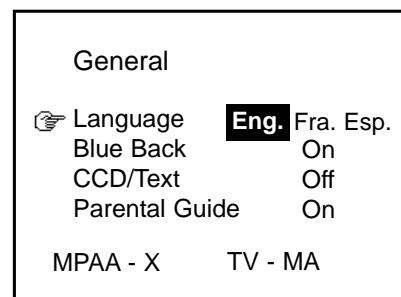 General
Language Eng. Fra. Esp.
Blue Back On
CCD/Text Off
Parental Guide On
MPAA - X TV - MA